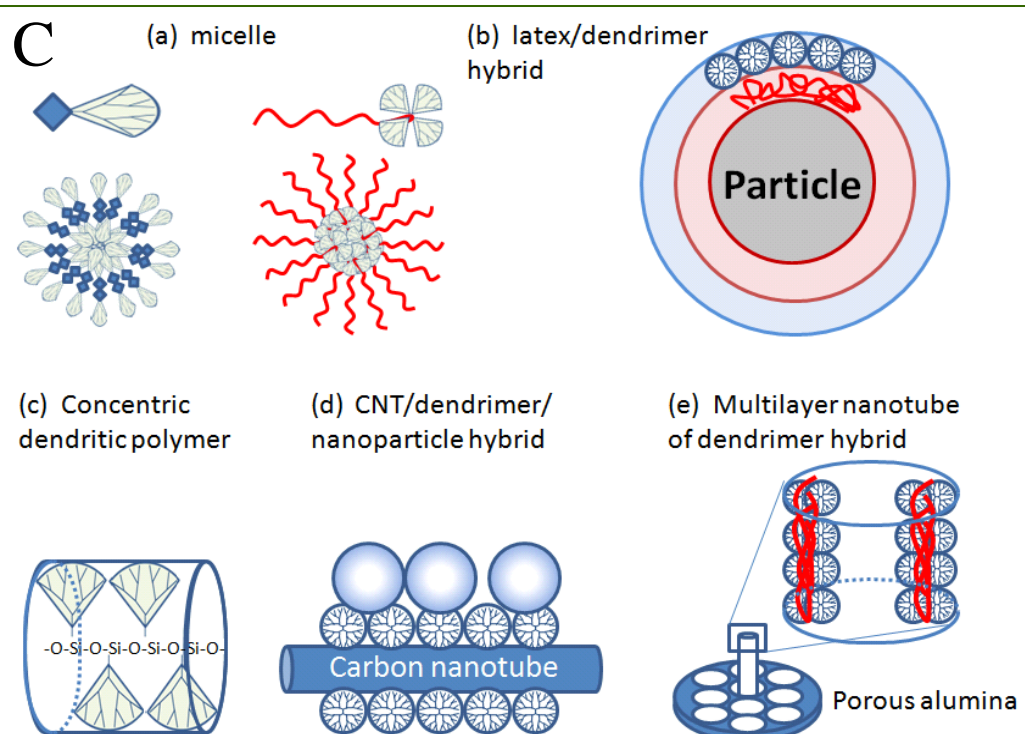 C
(a) micelle
(b) latex/dendrimer
hybrid
Particle
(c) Concentric
dendritic polymer
-O-Si-O-Si-O-Si-O-Si-O-
(d) CNT/dendrimer/
nanoparticle hybrid
Carbon nanotube
(e) Multilayer nanotube
of dendrimer hybrid
Porous alumina